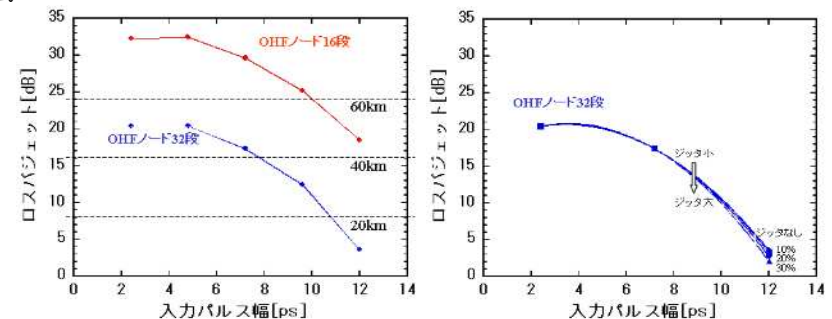 35
30
25
20
15
10
5
0
ロスバジェット[dB]
OHFノード16段
60km
OHFノード32段
40km
20km
0 2 4 6 8 10 12 14
入力パルス幅[ps]
35
30
25
20
15
10
5
0
ロスバジェット[dB]
OHFノード32段
ジッタ小
ジッタ大
ジッタなし
10%
20%
30%
0 2 4 6 8 10 12 14
入力パルス幅[ps]